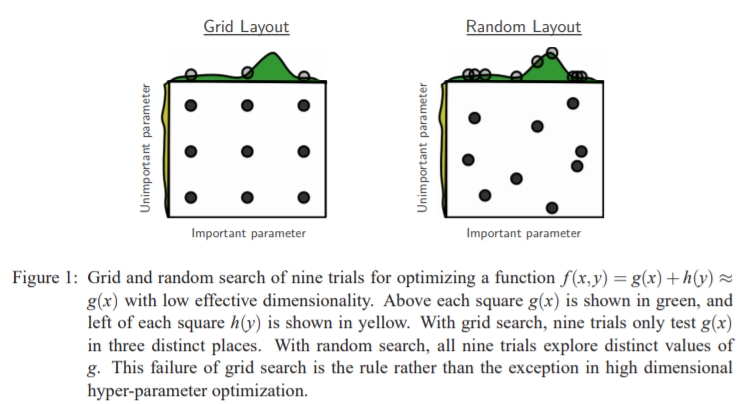 Grid Layout
Random Layout
Unimportant parameter
Unimportant parameter
Important parameter
Important parameter
Figure 1: Grid and random search of nine trials for optimizing a function f(x,y) = g(x)+h(y) ≈
g(x) with low effective dimensionality. Above each square g(x) is shown in green, and
left of each square h(y) is shown in yellow. With grid search, nine trials only test g(x)
in three distinct places. With random search, all nine trials explore distinct values of
g. This failure of grid search is the rule rather than the exception in high dimensional
hyper-parameter optimization.